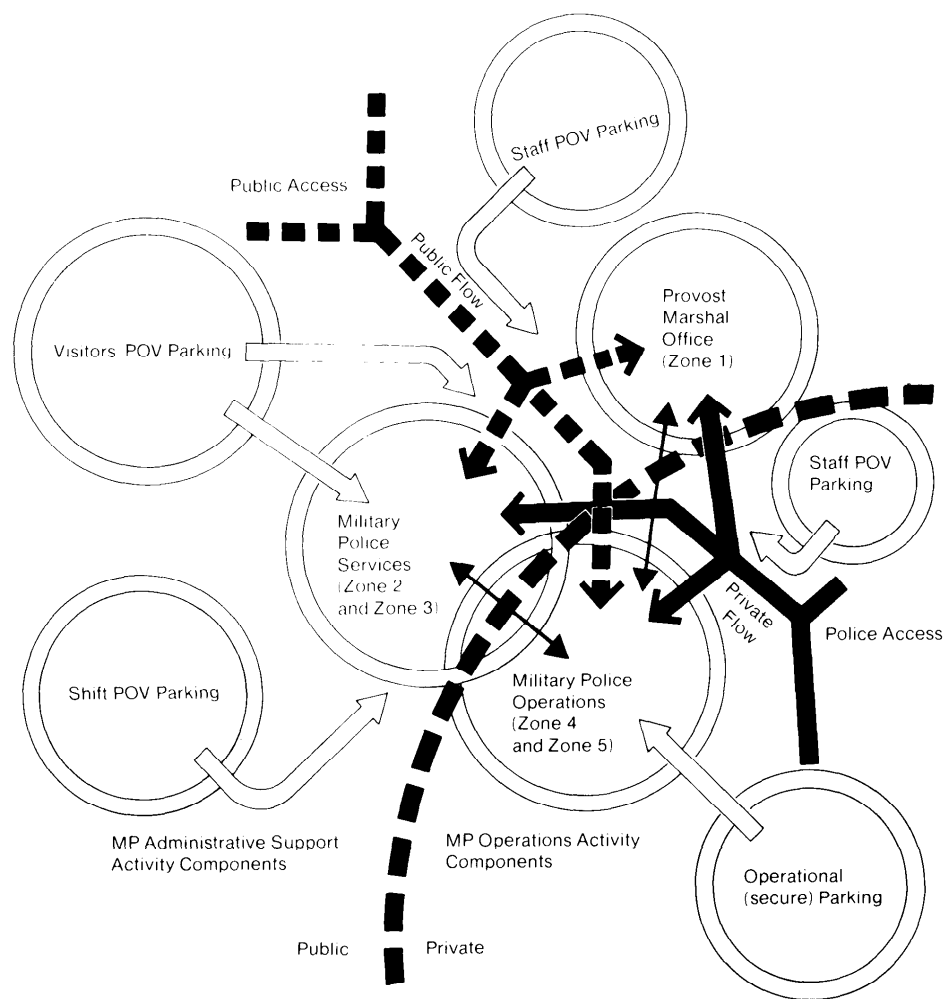 Staff POV Parking
Public Access
Public Flow
Provost
Marshal
Office
(Zone 1)
Visitors POV Parking
Staff POV
Parking
Military
Police
Services
(Zone 2
and Zone 3)
Private
Flow
Police Access
Shift POV Parking
Military Police
Operations
(Zone 4
and Zone 5)
MP Administrative Support
Activity Components
MP Operations Activity
Components
Operational
(secure) Parking
Public
Private